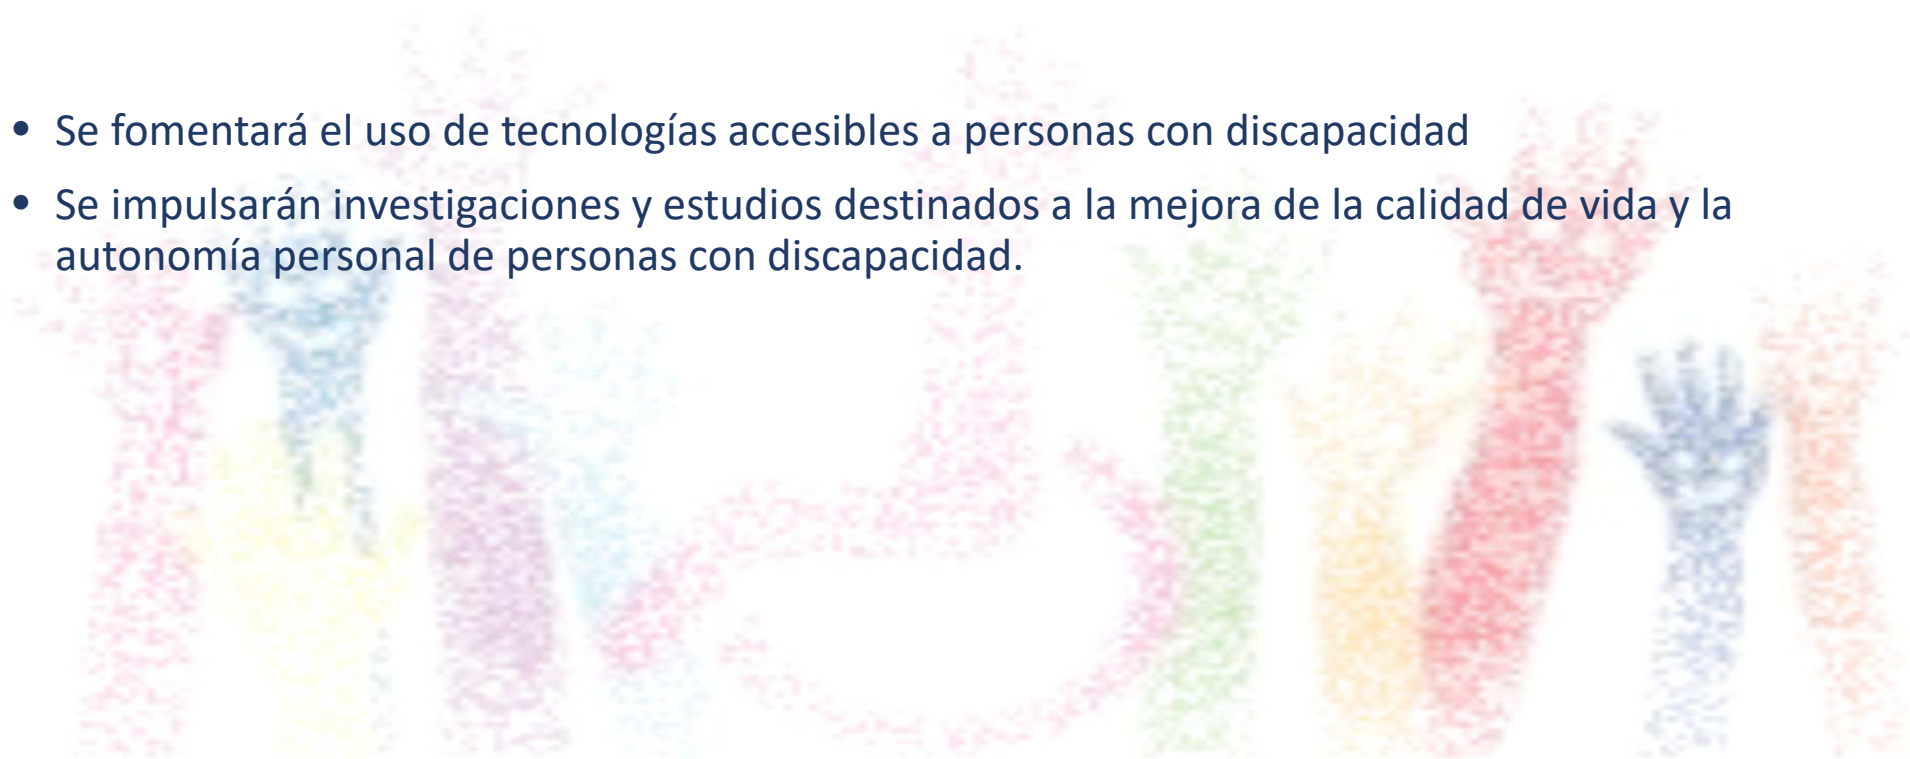 • Se fomentará el uso de tecnologías accesibles a personas con discapacidad
• Se impulsarán investigaciones y estudios destinados a la mejora de la calidad de vida y la
autonomía personal de personas con discapacidad.